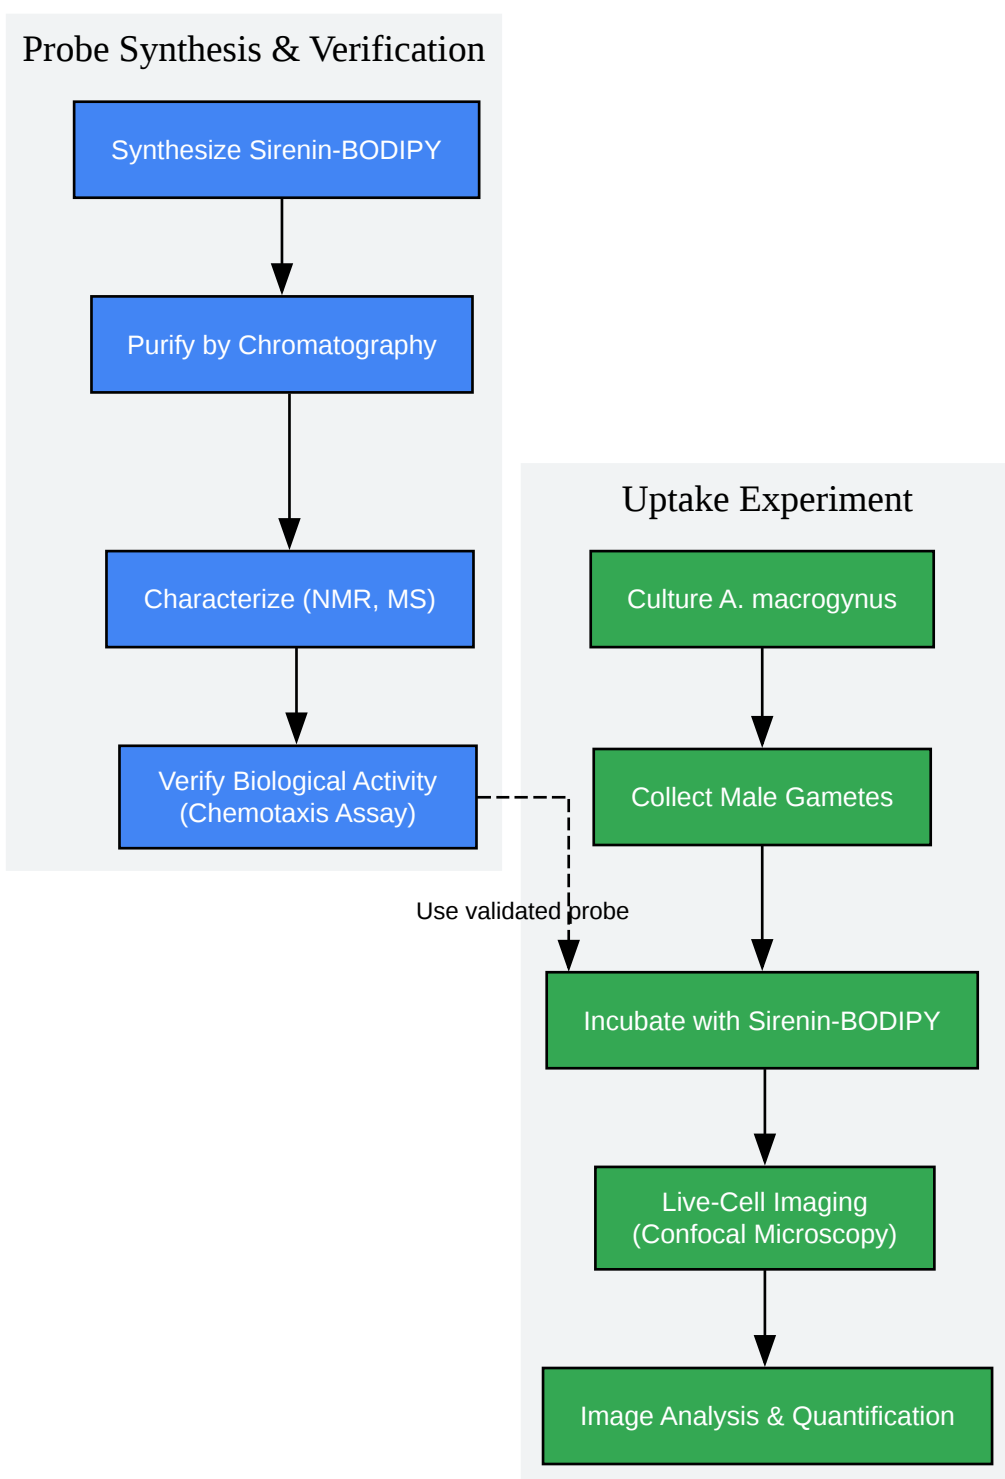 Probe Synthesis & Verification
Synthesize Sirenin-BODIPY
Purify by Chromatography
Characterize (NMR, MS)
Verify Biological Activity
(Chemotaxis Assay)
Use validated probe
Uptake Experiment
Culture A. macrogynus
Collect Male Gametes
Incubate with Sirenin-BODIPY
Live-Cell Imaging
(Confocal Microscopy)
Image Analysis & Quantification